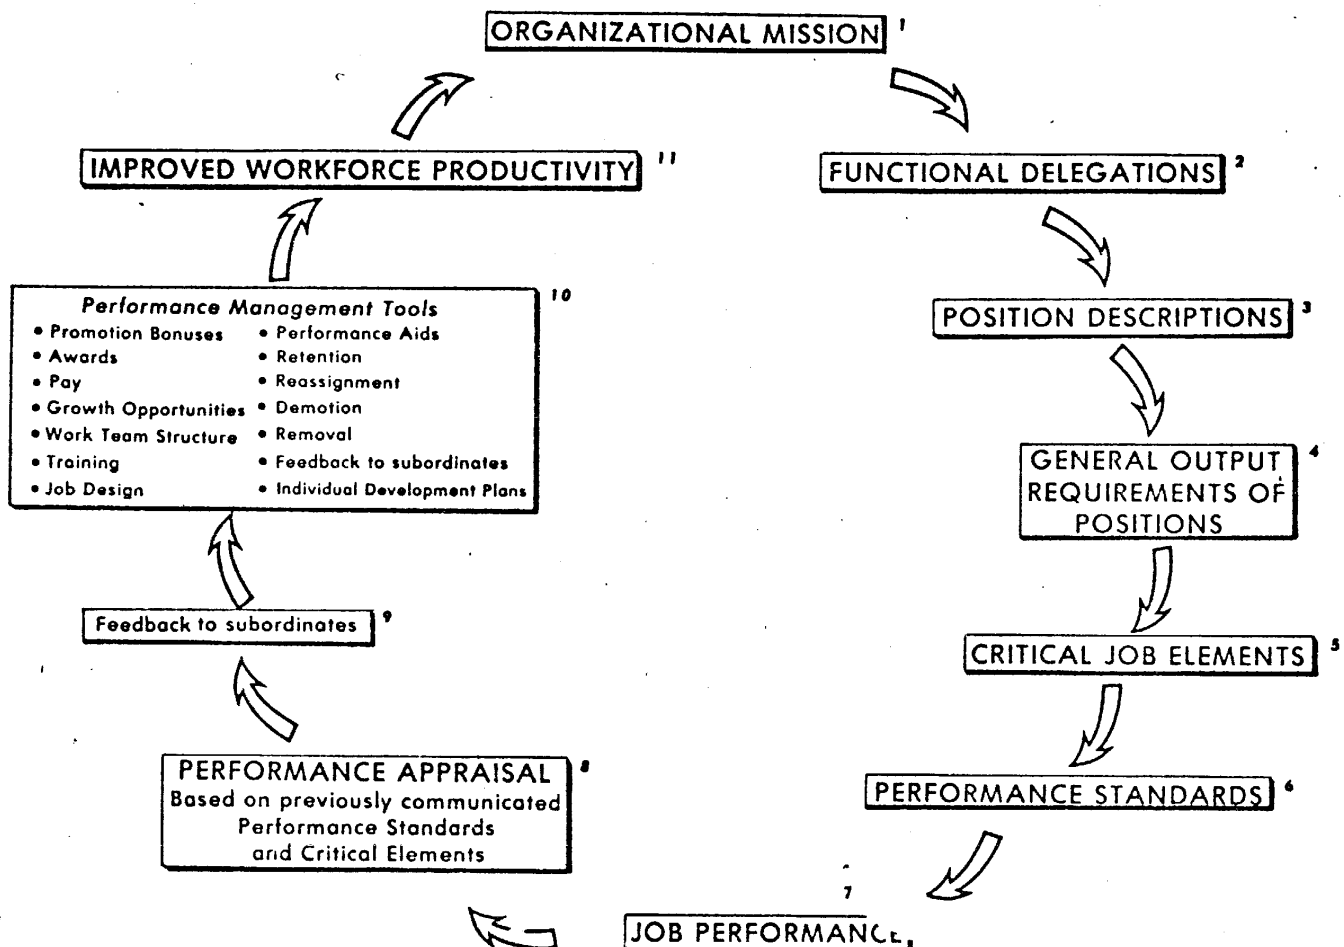 ORGANIZATIONAL MISSION 1
FUNCTIONAL DELEGATIONS 2
POSITION DESCRIPTIONS 3
GENERAL OUTPUT 4
REQUIREMENTS OF
POSITIONS
CRITICAL JOB ELEMENTS 5
PERFORMANCE STANDARDS 6
7
JOB PERFORMANCE
PERFORMANCE APPRAISAL 8
Based on previously communicated
Performance Standards
and Critical Elements
Feedback to subordinates 9
10
Performance Management Tools
• Promotion Bonuses
• Awards
• Pay
• Growth Opportunities
• Work Team Structure
• Training
• Job Design
• Performance Aids
• Retention
• Reassignment
• Demotion
• Removal
• Feedback to subordinates
• Individual Development Plans
IMPROVED WORKFORCE PRODUCTIVITY 11